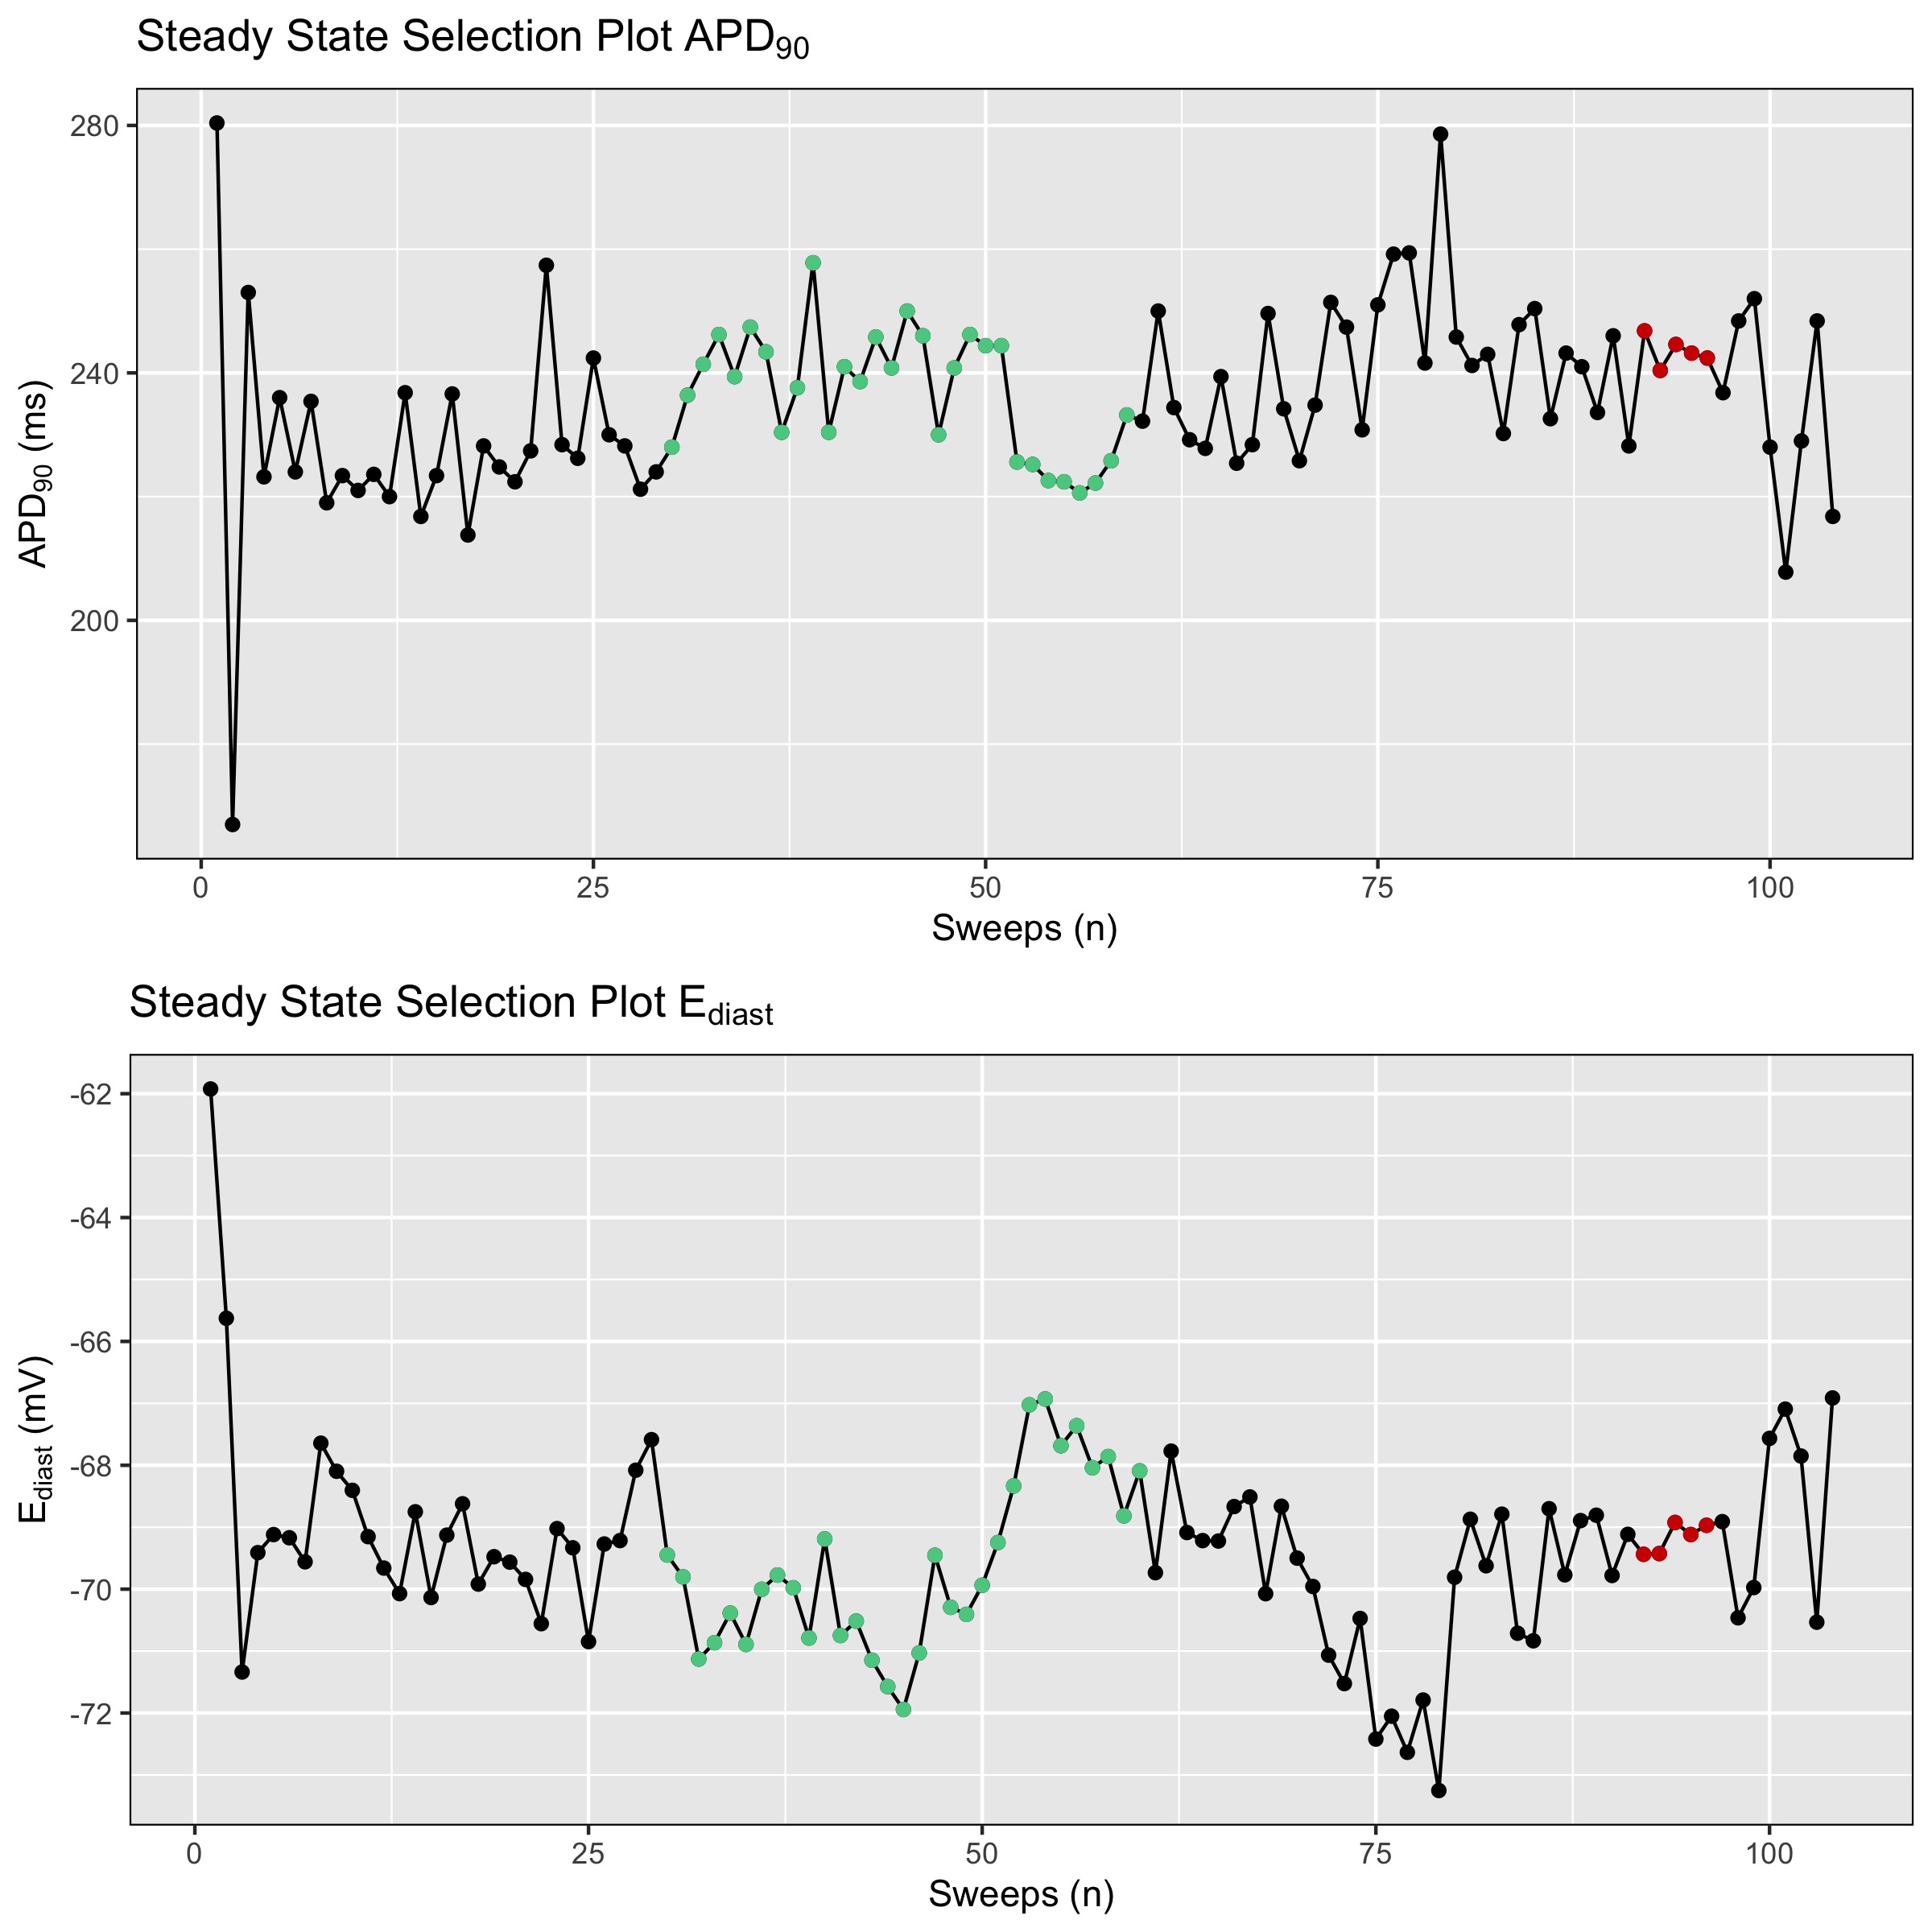 Steady State Selection Plot APD90
280
240
200
APD90 (ms)
0 25 50 75 100
Sweeps (n)
Steady State Selection Plot Ediast
-62
-64
-66
-68
-70
-72
Ediast (mV)
0 25 50 75 100
Sweeps (n)